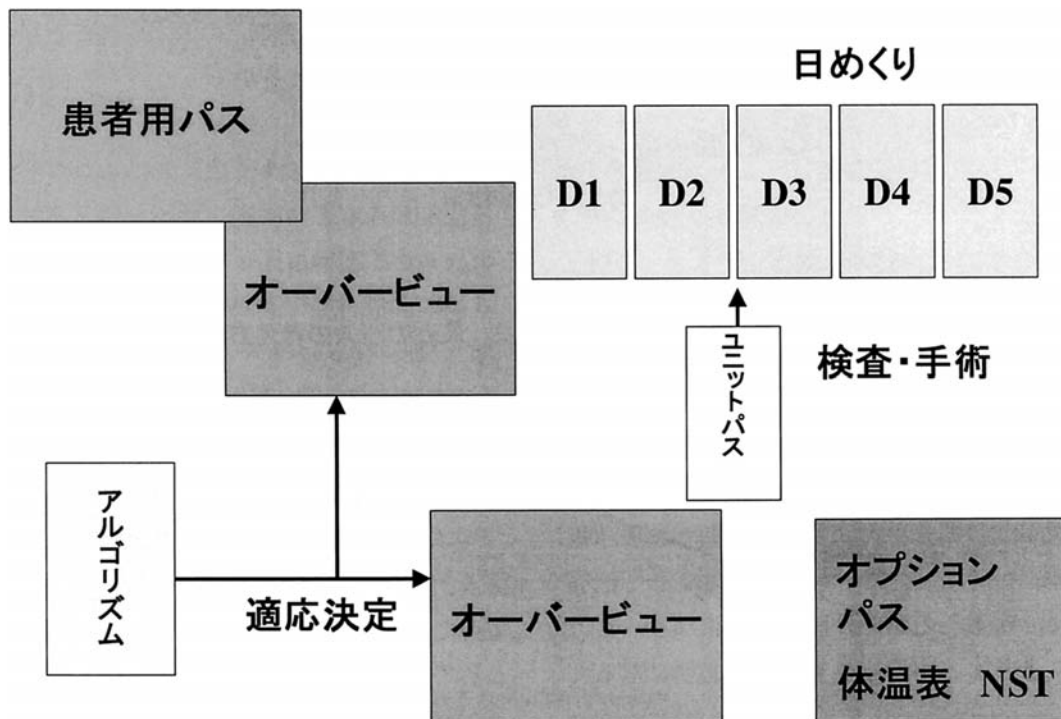 患者用パス
日めくり
D1 D2 D3 D4 D5
オーバービュー
ユニットパス
検査・手術
アルゴリズム
適応決定
オーバービュー
オプション
パス
体温表 NST